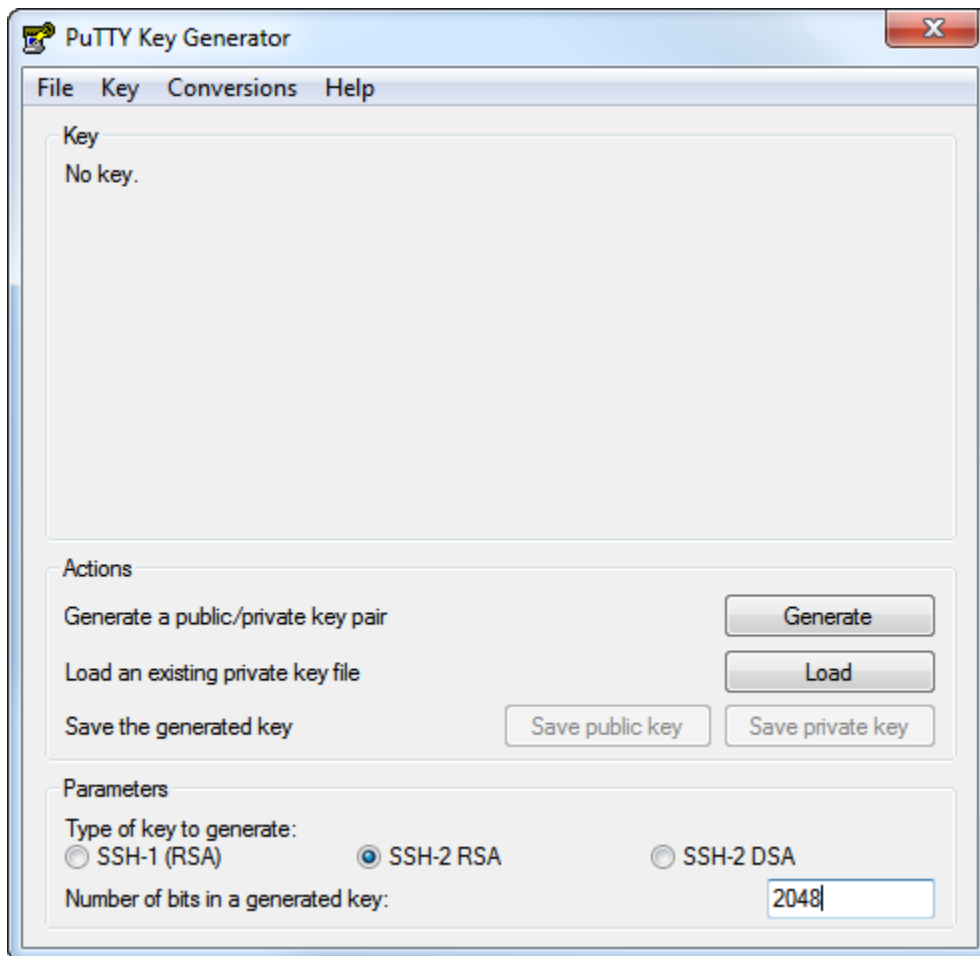 PuTTY Key Generator
File Key Conversions Help
Key
No key.
Actions
Generate a public/private key pair Generate
Load an existing private key file Load
Save the generated key Save public key Save private key
Parameters
Type of key to generate:
SSH-1 (RSA) SSH-2 RSA SSH-2 DSA
Number of bits in a generated key: 2048